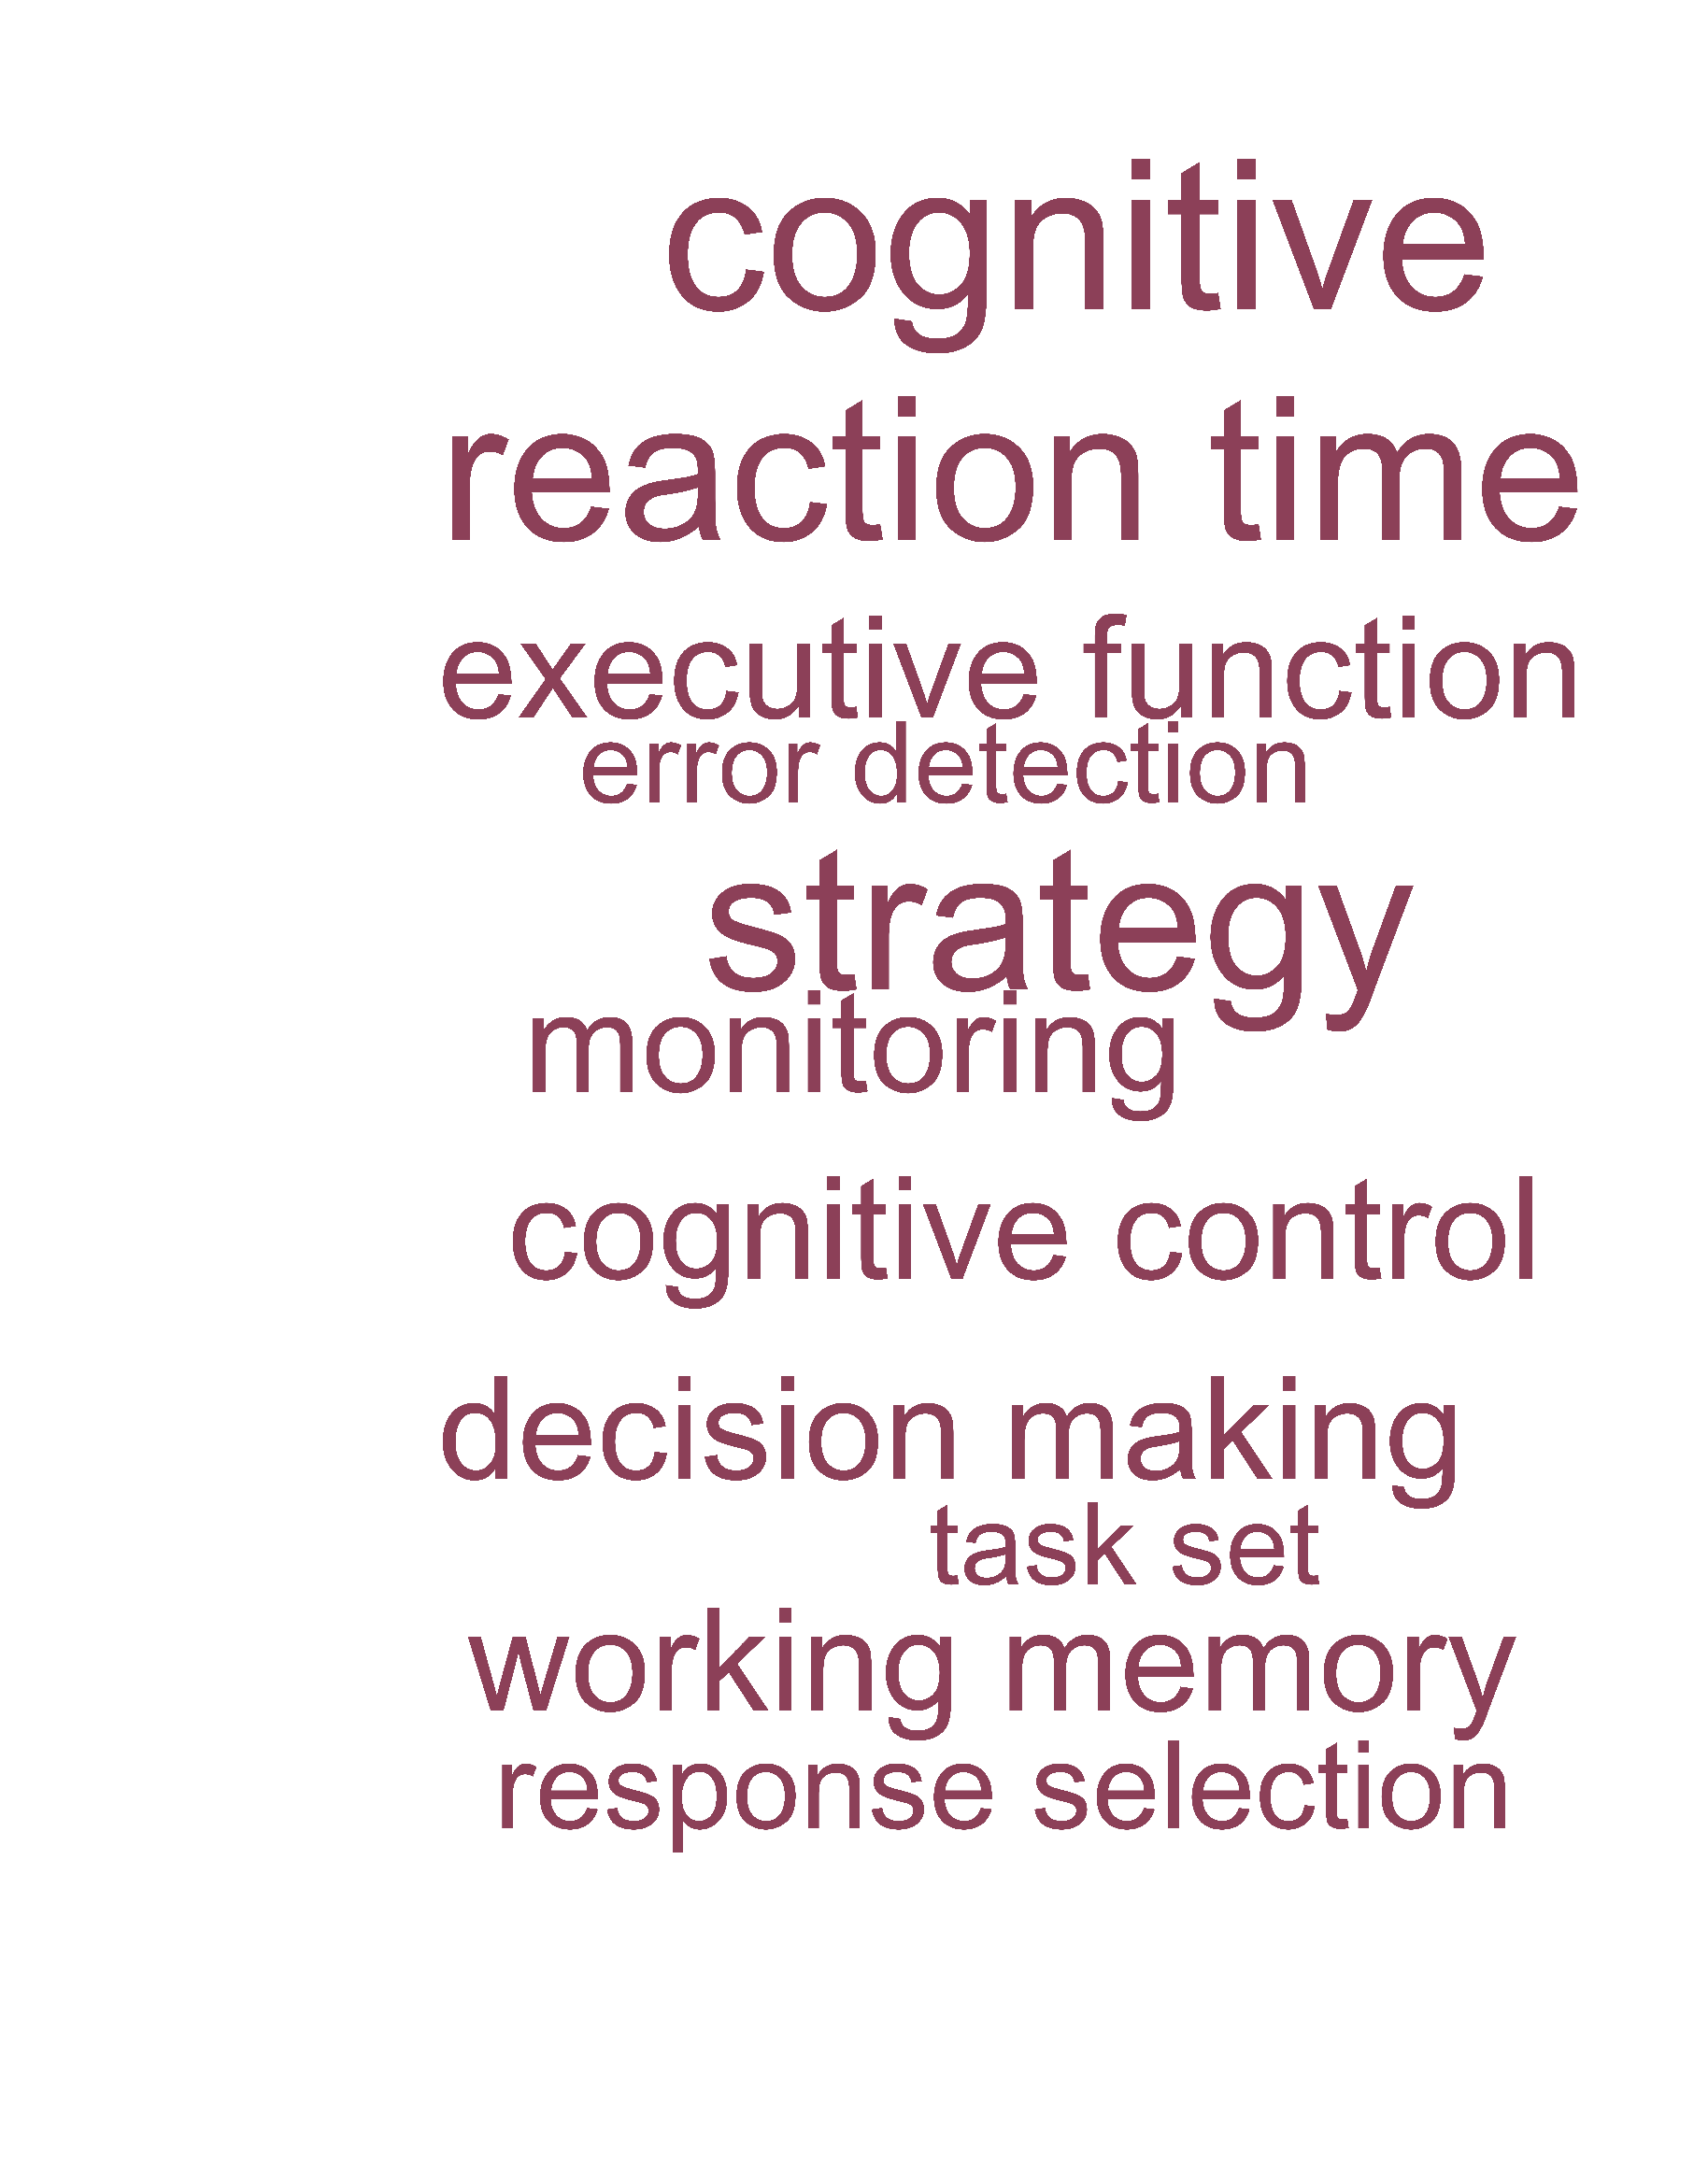 cognitive
reaction time
executive function
error detection
strategy
monitoring
cognitive control
decision making
task set
working memory
response selection